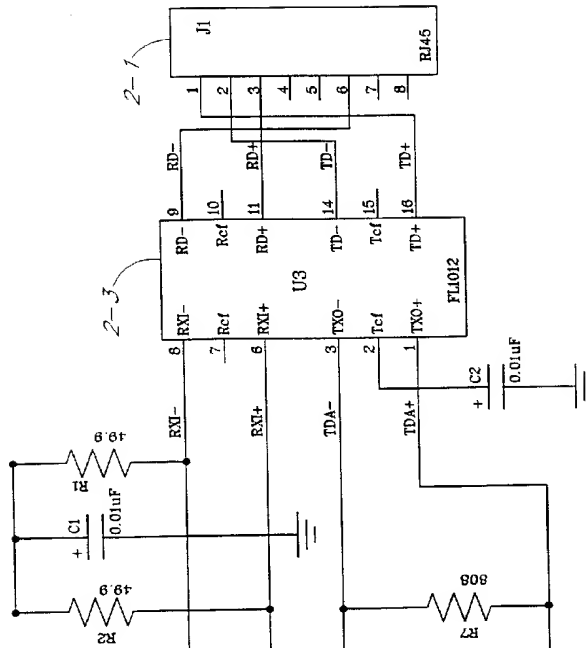 2-1
J1
RJ45
1
2
3
4
5
6
7
8
RD-
RD+
TD-
TD+
2-3
9
10
11
14
15
16
RD-
Rcf
RD+
TD-
Tcf
TD+
U3
FL1012
RXI-
Rcf
RXI+
TXO-
Tcf
TXO+
8
7
6
3
2
1
RXI-
RXI+
TDA-
TDA+
C2
+
0.01uF
49.9
R1
C1
+
0.01uF
49.9
R2
808
R7